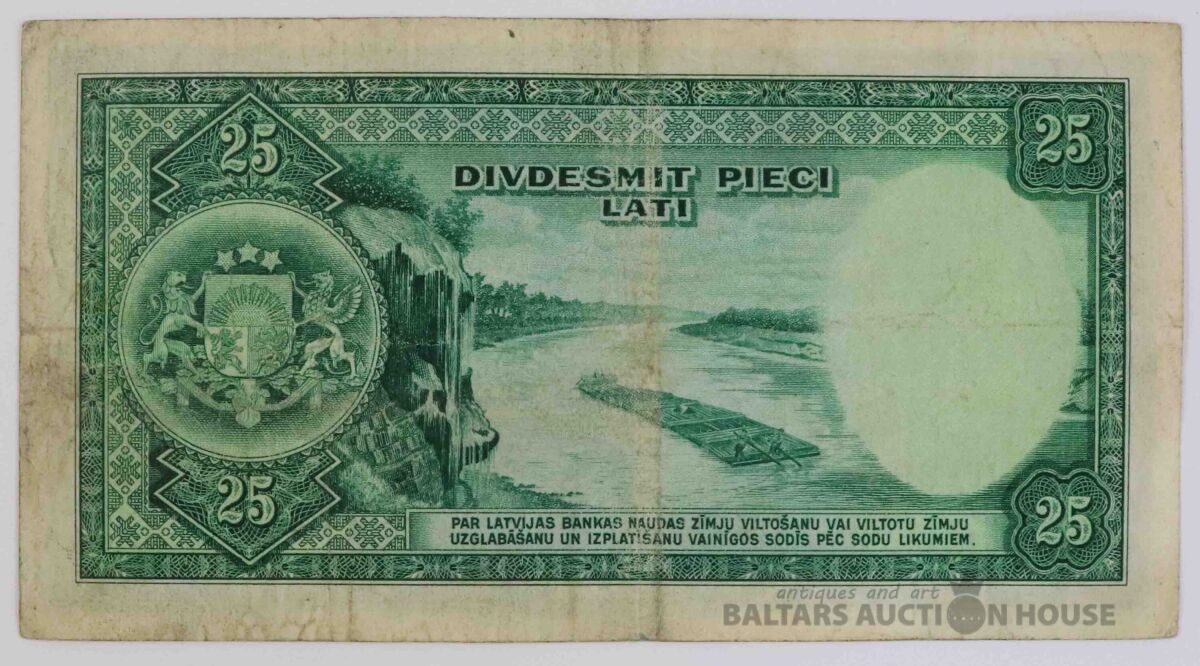 25
25
DIVDESMIT PIECI
LATI
25
25
PAR LATVIJAS BANKAS NAUDAS ZĪMJU VILTOŠANU VAI VILTOTU ZĪMJU
UZGLABĀŠANU UN IZPLATĪŠANU VAINĪGOS SODĪS PĒC SODU LIKUMIEM.
antiques and art
BALTARS AUCTION HOUSE